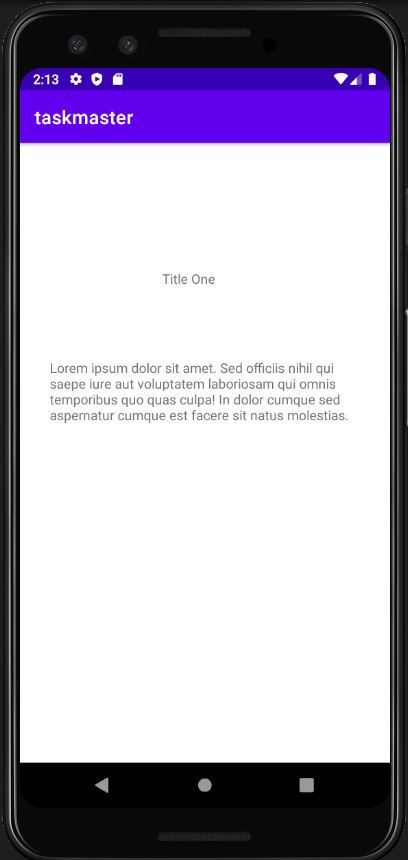 2:13
taskmaster
Title One
Lorem ipsum dolor sit amet. Sed officiis nihil qui
saepe iure aut voluptatem laboriosam qui omnis
temporibus quo quas culpa! In dolor cumque sed
aspernatur cumque est facere sit natus molestias.